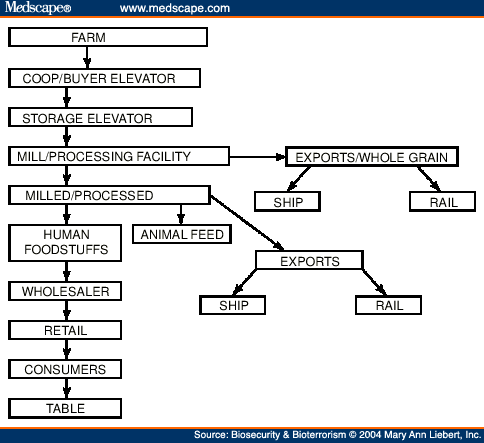 Medscape® www.medscape.com
FARM
COOP/BUYER ELEVATOR
STORAGE ELEVATOR
MILL/PROCESSING FACILITY
EXPORTS/WHOLE GRAIN
SHIP
RAIL
MILLED/PROCESSED
HUMAN
FOODSTUFFS
ANIMAL FEED
EXPORTS
SHIP
RAIL
WHOLESALER
RETAIL
CONSUMERS
TABLE
Source: Biosecurity & Bioterrorism © 2004 Mary Ann Liebert, Inc.